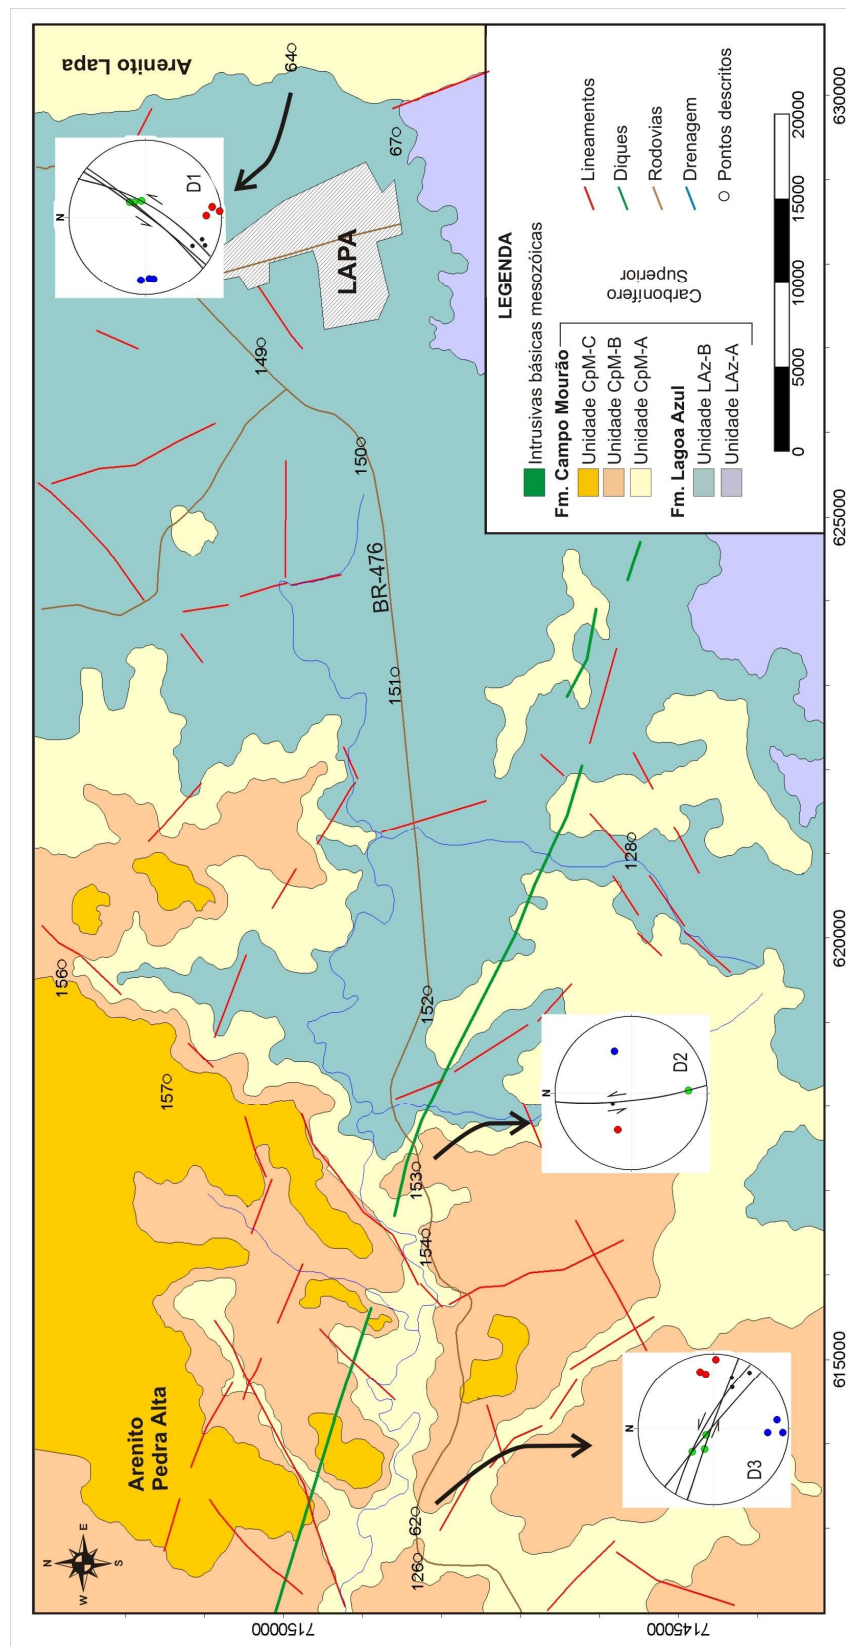 Arenito Lapa
64
67
N
D1
LAPA
149
150
BR-476
151
152
153
154
156
157
128
62
126
N
D2
N
D3
Arenito
Pedra Alta
N
E
S
W
LEGENDA
Intrusivas básicas mesozóicas
Fm. Campo Mourão
Unidade CpM-C
Unidade CpM-B
Unidade CpM-A
Fm. Lagoa Azul
Unidade LAz-B
Unidade LAz-A
Carbonífero
Superior
Lineamentos
Diques
Rodovias
Drenagem
Pontos descritos
0
5000
10000
15000
20000
615000
620000
625000
630000
7150000
7145000